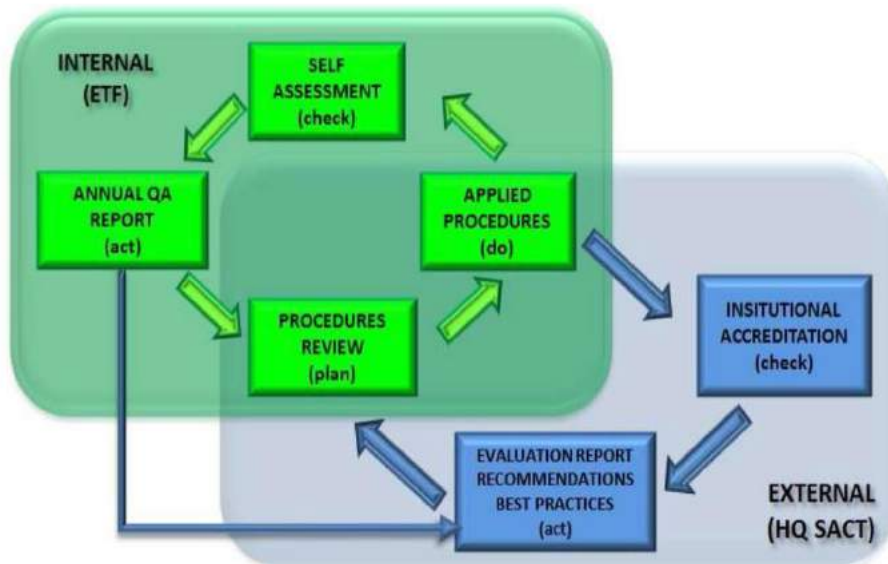 INTERNAL
(ETF)
SELF
ASSESSMENT
(check)
ANNUAL QA
REPORT
(act)
APPLIED
PROCEDURES
(do)
PROCEDURES
REVIEW
(plan)
INSITUTIONAL
ACCREDITATION
(check)
EVALUATION REPORT
RECOMMENDATIONS
BEST PRACTICES
(act)
EXTERNAL
(HQ SACT)